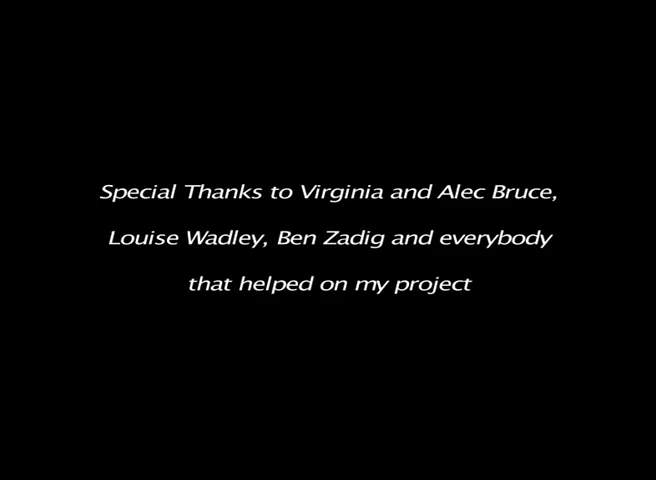 Special Thanks to Virginia and Alec Bruce,
Louise Wadley, Ben Zadig and everybody
that helped on my project